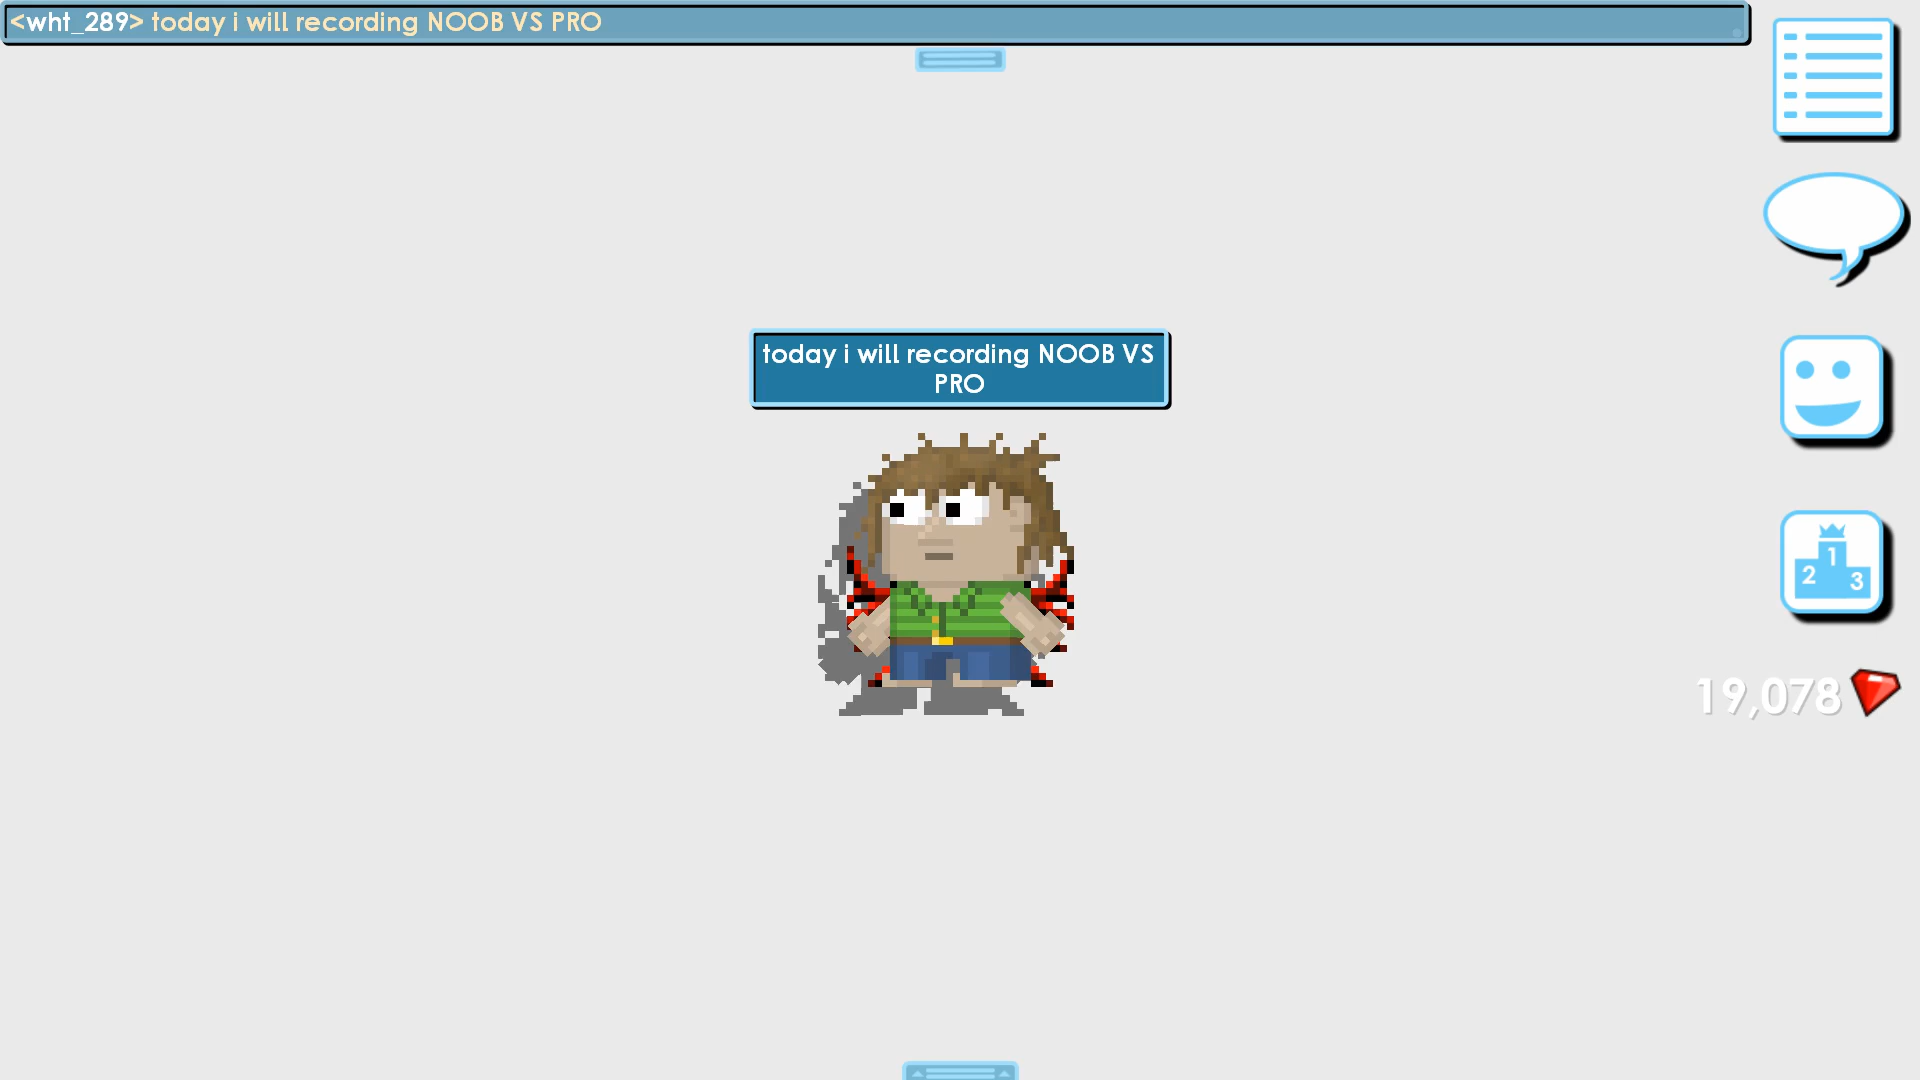 <wht_289> today i will recording NOOB VS PRO
today i will recording NOOB VS
PRO
1
2
3
19,078